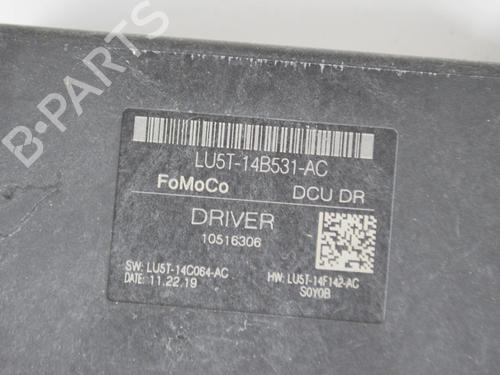 B-PARTS
LU5T-14B531-AC
FoMoCo DCU DR
DRIVER
10516306
SW: LU5T-14C064-AC HW: LU5T-14F142-AC
DATE: 11.22.19 S0Y0B